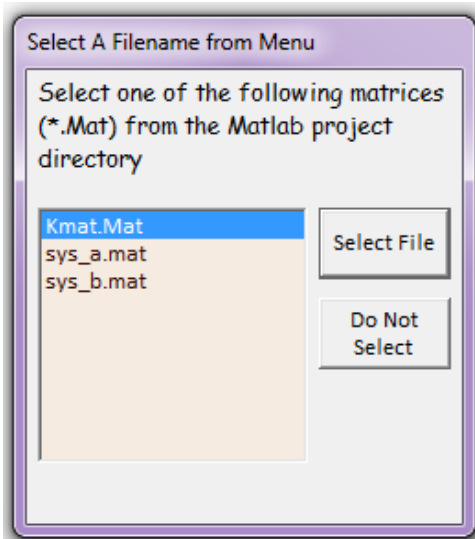 Select A Filename from Menu
Select one of the following matrices
(*.Mat) from the Matlab project
directory
Kmat.Mat
sys_a.mat
sys_b.mat
Select File
Do Not
Select